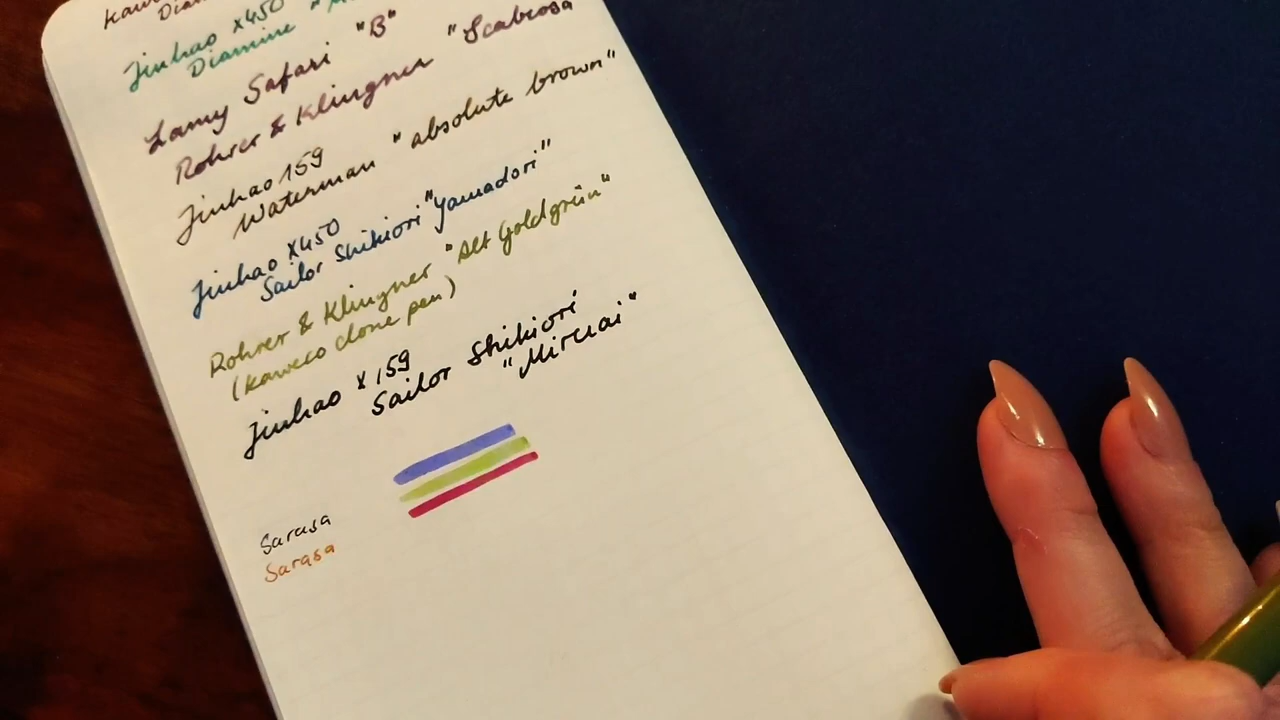 Jinhao x450
Diamine
Lamy Safari "B"
Rohrer & Klingner "Scabiosa
Jinhao 159
Waterman "absolute brown"
Jinhao X450
Sailor Shikiori "Yamadori"
Rohrer & Klingner "Alt Goldgrün"
(kaweco clone pen)
Jinhao x 159
Sailor Shikiori
"Miruai"
Sarasa
Sarasa